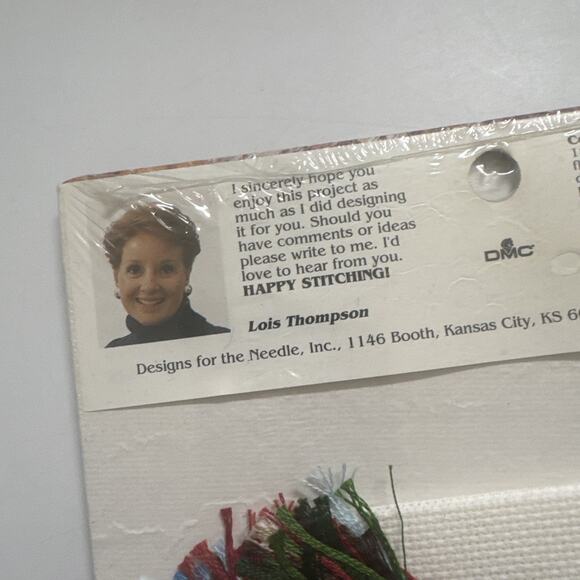 I sincerely hope you
enjoy this project as
much as I did designing
it for you. Should you
have comments or ideas
please write to me. I'd
love to hear from you.
HAPPY STITCHING!
Lois Thompson
Designs for the Needle, Inc., 1146 Booth, Kansas City, KS 6
DMC